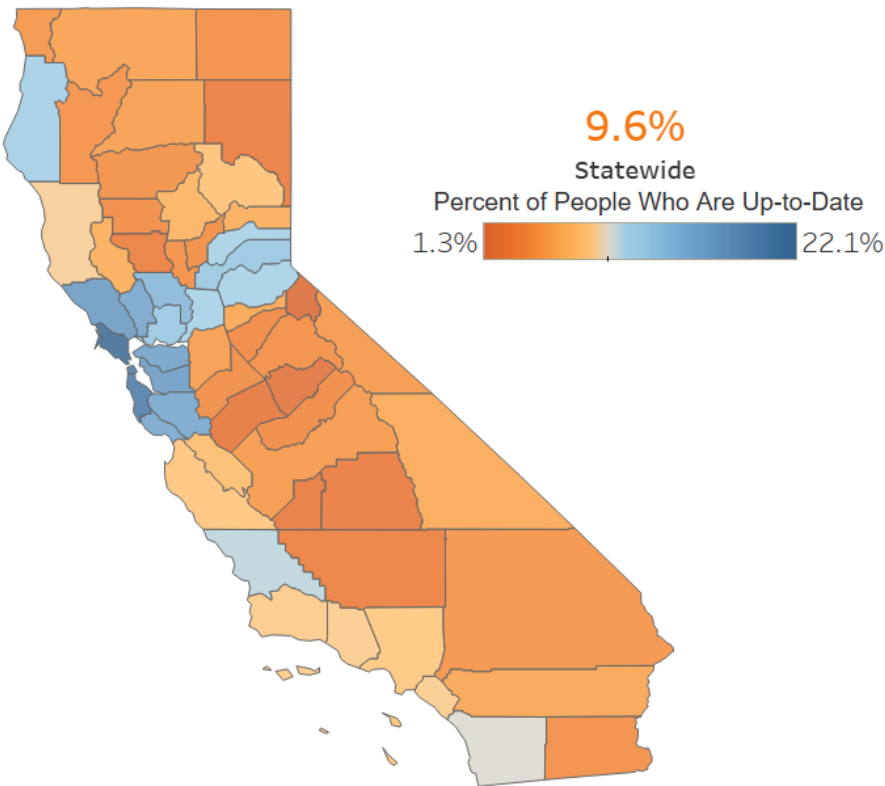 9.6%
Statewide
Percent of People Who Are Up-to-Date
1.3% 22.1%